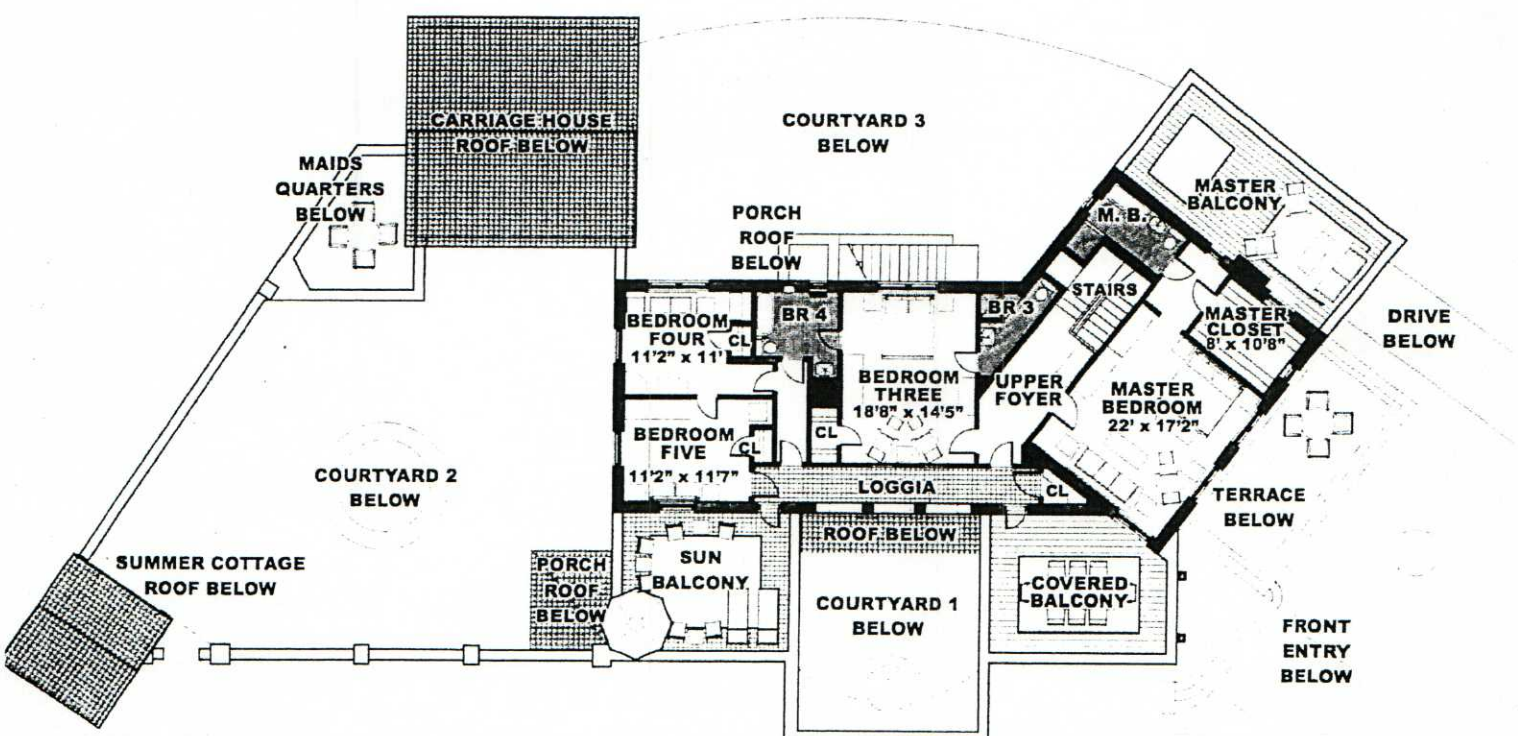 CARRIAGE HOUSE
ROOF BELOW
COURTYARD 3
BELOW
MAIDS
QUARTERS
BELOW
MASTER
BALCONY
M. B.
PORCH
ROOF
BELOW
STAIRS
BR 4
BR 3
BEDROOM
FOUR
11'2" x 11'
CL
MASTER
CLOSET
8' x 10'8"
DRIVE
BELOW
BEDROOM
THREE
18'8" x 14'5"
UPPER
FOYER
MASTER
BEDROOM
22' x 17'2"
BEDROOM
FIVE
11'2" x 11'7"
CL
CL
COURTYARD 2
BELOW
LOGGIA
CL
TERRACE
BELOW
ROOF BELOW
SUMMER COTTAGE
ROOF BELOW
PORCH
ROOF
BELOW
SUN
BALCONY
COURTYARD 1
BELOW
COVERED
BALCONY
FRONT
ENTRY
BELOW